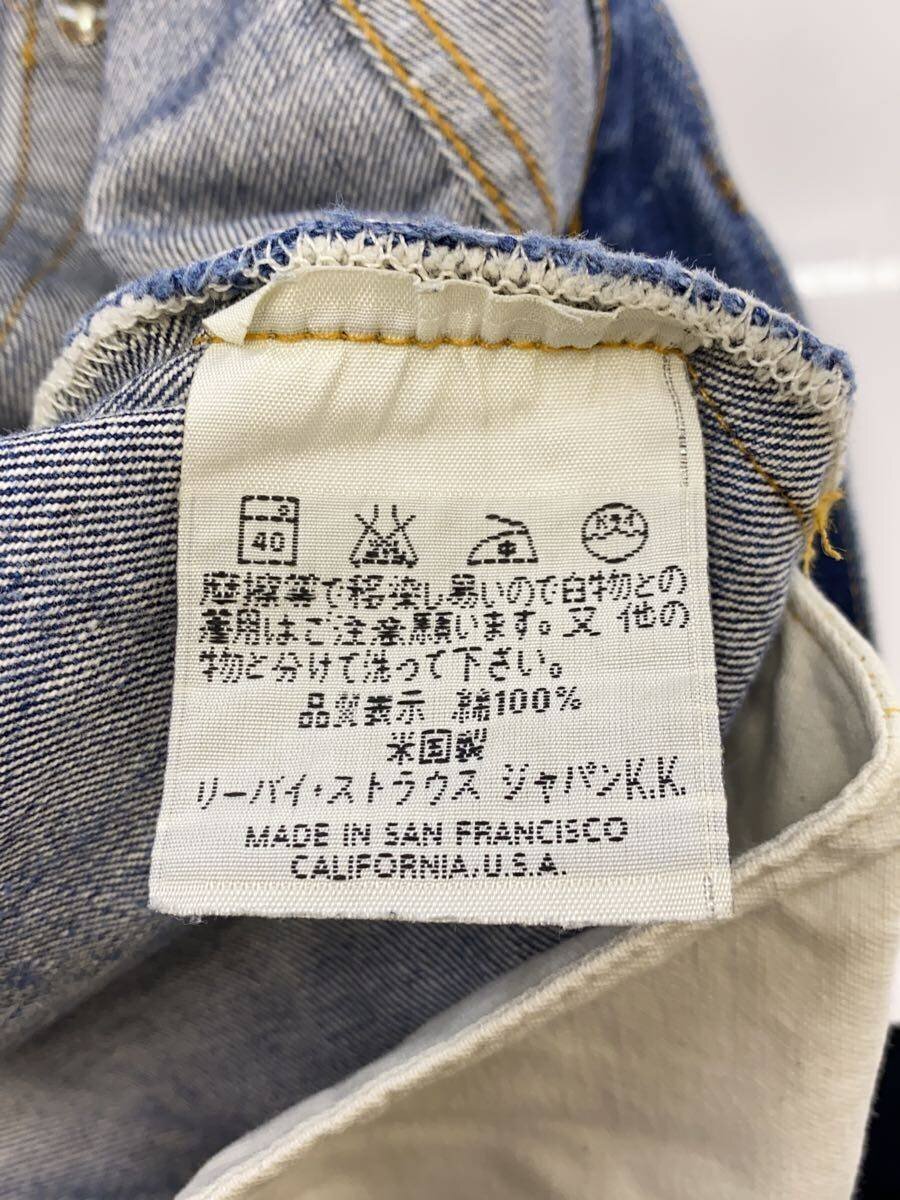 40
ドライ
摩擦等で移染し易いので白物との
着用はご注意願います。又 他の
物と分けて洗って下さい。
品質表示 綿100%
米国製
リーバイ・ストラウス ジャパンK.K.
MADE IN SAN FRANCISCO
CALIFORNIA.U.S.A.